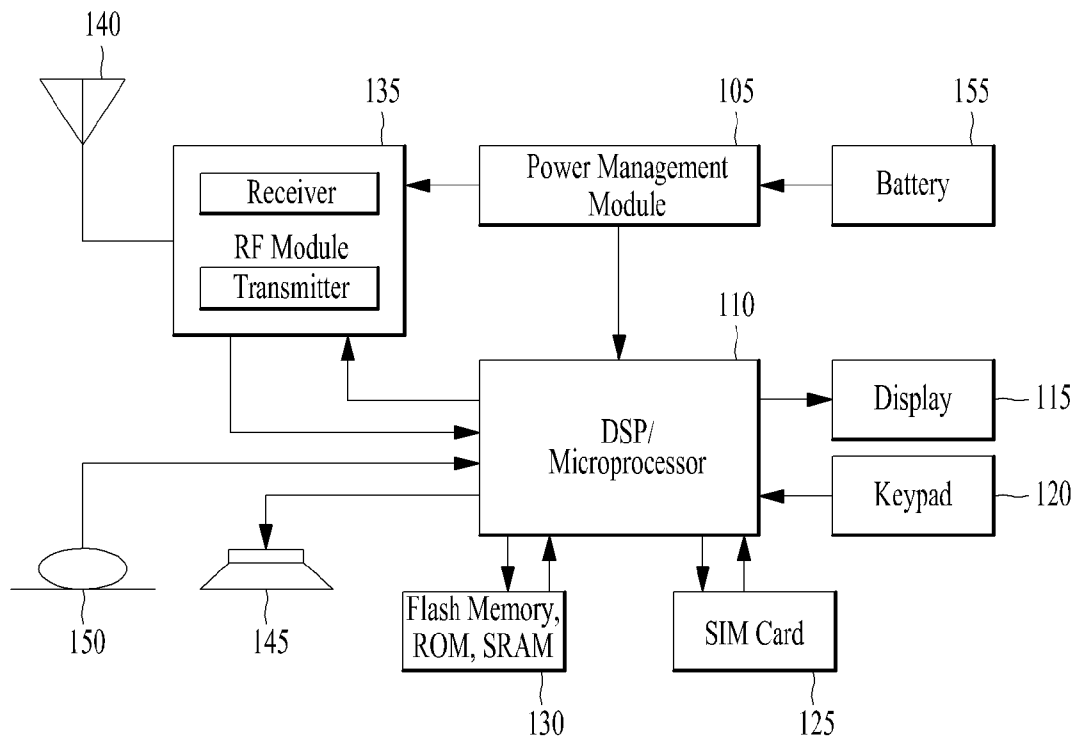 140
135
105
155
Receiver
RF Module
Transmitter
Power Management
Module
Battery
110
DSP/
Microprocessor
Display
115
Keypad
120
150
145
Flash Memory,
ROM, SRAM
130
SIM Card
125